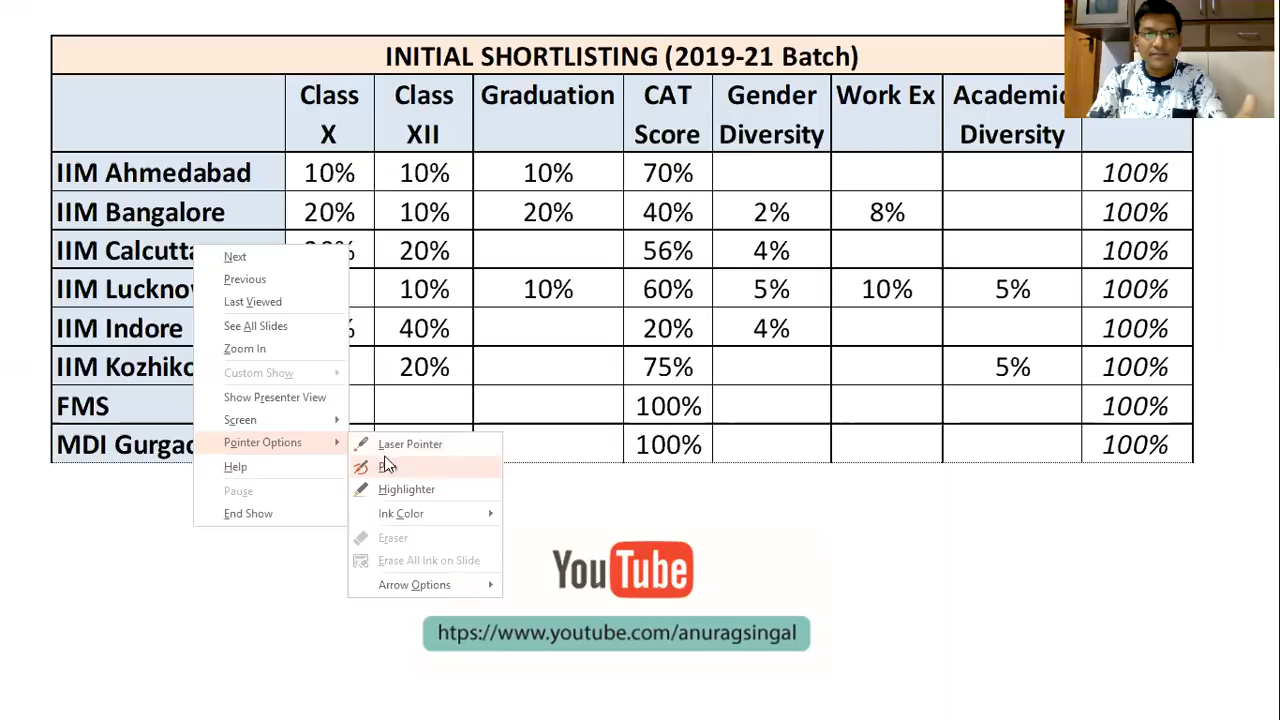 INITIAL SHORTLISTING (2019-21 Batch)
Class X Class XII Graduation CAT Score Gender Diversity Work Ex Academic Diversity
IIM Ahmedabad 10% 10% 10% 70% 100%
IIM Bangalore 20% 10% 20% 40% 2% 8% 100%
IIM Calcutta 20% 56% 4% 100%
IIM 10% 10% 60% 5% 10% 5% 100%
IIM Indore 40% 20% 4% 100%
IIM 20% 75% 5% 100%
FMS 100% 100%
MDI 100% 100%
Next
Previous
Last Viewed
See All Slides
Zoom In
Custom Show
Show Presenter View
Screen
Pointer Options
Help
Pause
End Show
Laser Pointer
Highlighter
Ink Color
Eraser
Erase All Ink on Slide
Arrow Options
YouTube
htps://www.youtube.com/anuragsingal